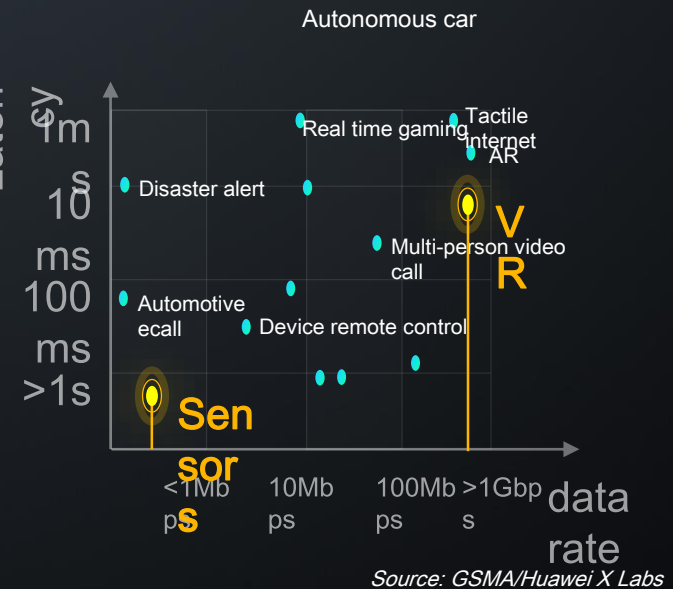 Autonomous car
cy
1m
s
Real time gaming
Tactile
internet
AR
Disaster alert
10
ms
V
R
Multi-person video
call
100
ms
Automotive
ecall
Device remote control
>1s
Sen
sor
s
<1Mb
ps
10Mb
ps
100Mb
ps
>1Gbp
s
data
rate
Source: GSMA/Huawei X Labs